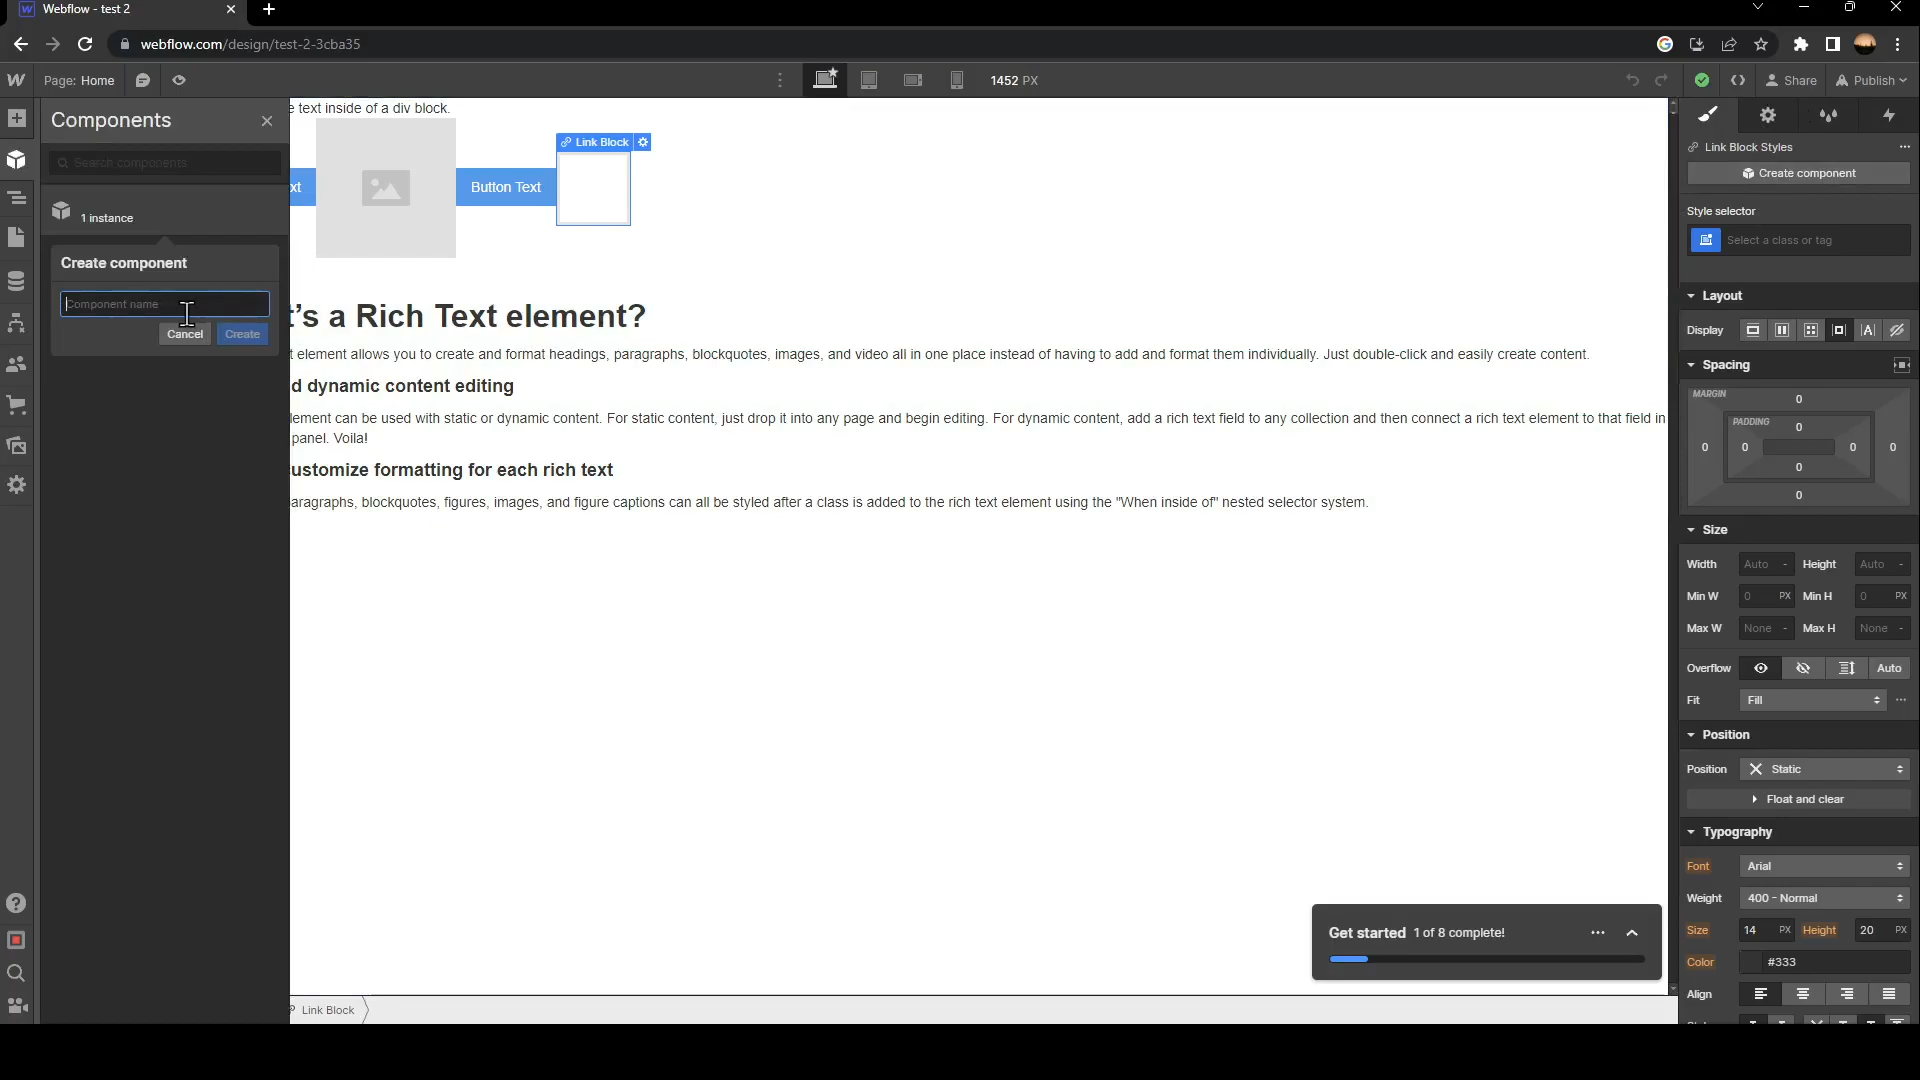 Webflow - test 2
webflow.com/design/test-2-3cba35
Page: Home
1452 PX
Share
Publish
Components
Search components
1 instance
Create component
Component name
Cancel
Create
e text inside of a div block.
xt
Button Text
Link Block
t's a Rich Text element?
t element allows you to create and format headings, paragraphs, blockquotes, images, and video all in one place instead of having to add and format them individually. Just double-click and easily create content.
d dynamic content editing
lement can be used with static or dynamic content. For static content, just drop it into any page and begin editing. For dynamic content, add a rich text field to any collection and then connect a rich text element to that field in
panel. Voila!
ustomize formatting for each rich text
aragraphs, blockquotes, figures, images, and figure captions can all be styled after a class is added to the rich text element using the "When inside of" nested selector system.
Get started 1 of 8 complete!
Link Block
Link Block Styles
Create component
Style selector
Select a class or tag
Layout
Display
Spacing
MARGIN
0
PADDING
0
0 0 0 0
0
0
Size
Width Auto - Height Auto -
Min W 0 PX Min H 0 PX
Max W None - Max H None -
Overflow Auto
Fit Fill
Position
Position Static
Float and clear
Typography
Font Arial
Weight 400 - Normal
Size 14 PX Height 20 PX
Color #333
Align